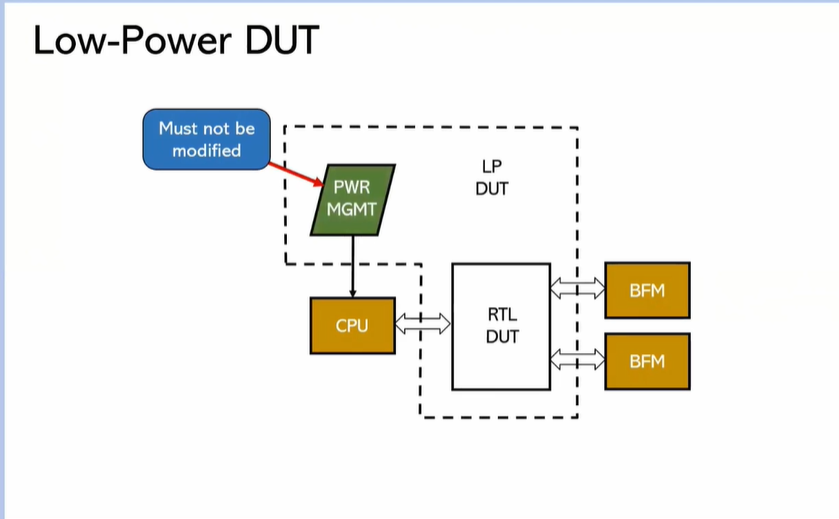 Low-Power DUT
Must not be
modified
PWR
MGMT
LP
DUT
CPU
RTL
DUT
BFM
BFM